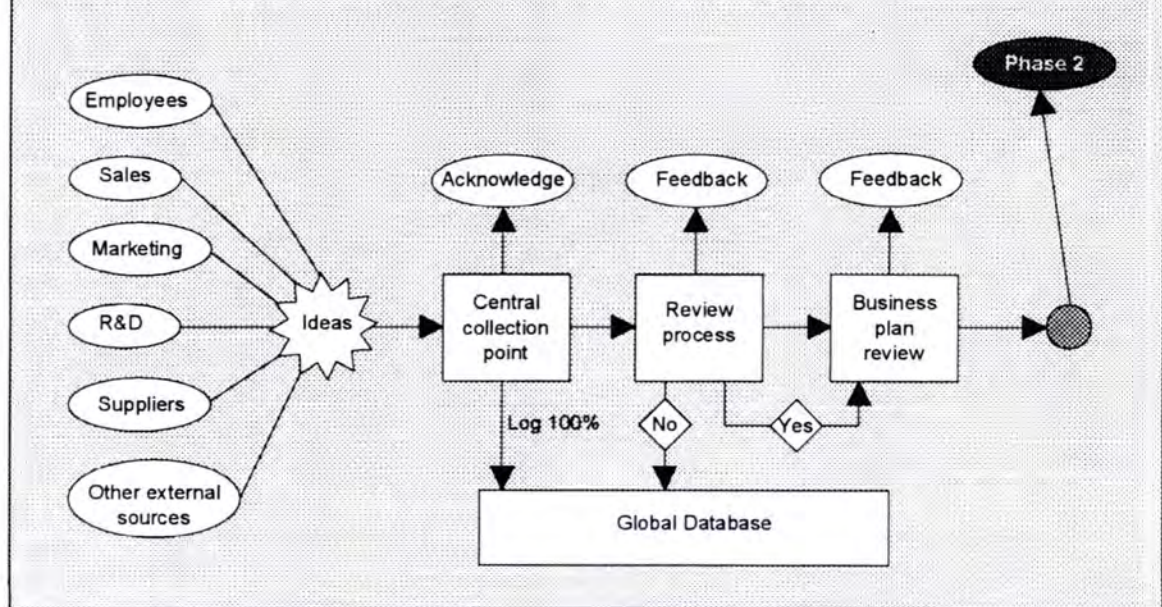 Phase 2
Employees
Sales
Marketing
R&D
Suppliers
Other external
sources
Ideas
Acknowledge
Feedback
Feedback
Central
collection
point
Review
process
Business
plan
review
Log 100%
No
Yes
Global Database